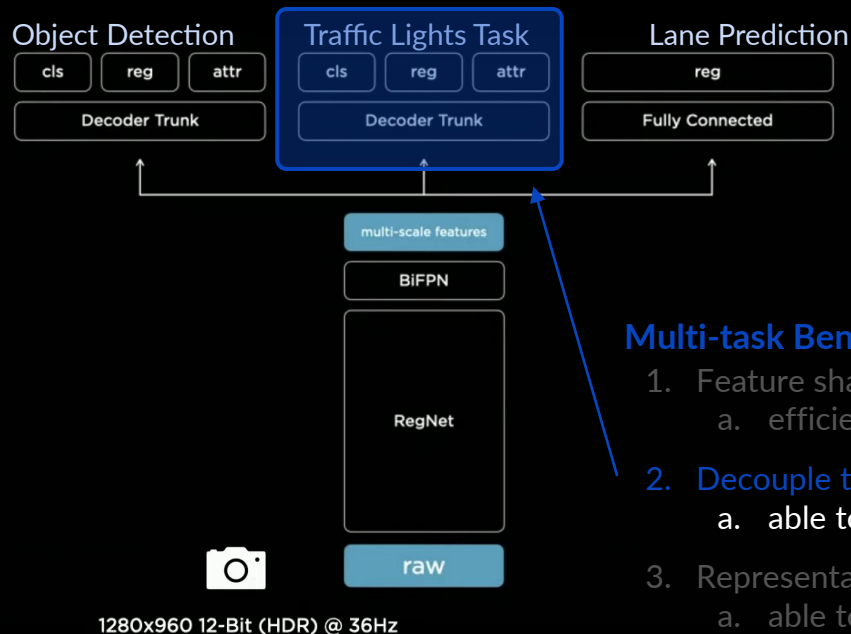 Object Detection
Traffic Lights Task
Lane Prediction
cls
reg
attr
cls
reg
attr
reg
Decoder Trunk
Decoder Trunk
Fully Connected
multi-scale features
BiFPN
RegNet
raw
1280x960 12-Bit (HDR) @ 36Hz
Multi-task
1. Feature
a.
2. Decouple
a. able
3.
a. able